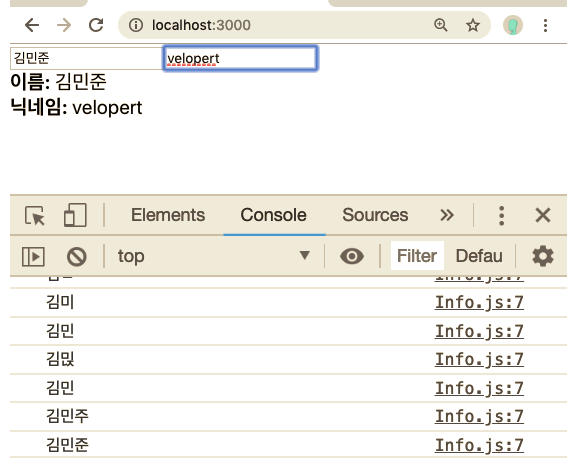 localhost:3000
김민준 velopert
이름: 김민준
닉네임: velopert
Elements Console Sources
top Filter Defau
Info.js:7
김미 Info.js:7
김민 Info.js:7
김믽 Info.js:7
김민 Info.js:7
김민주 Info.js:7
김민준 Info.js:7